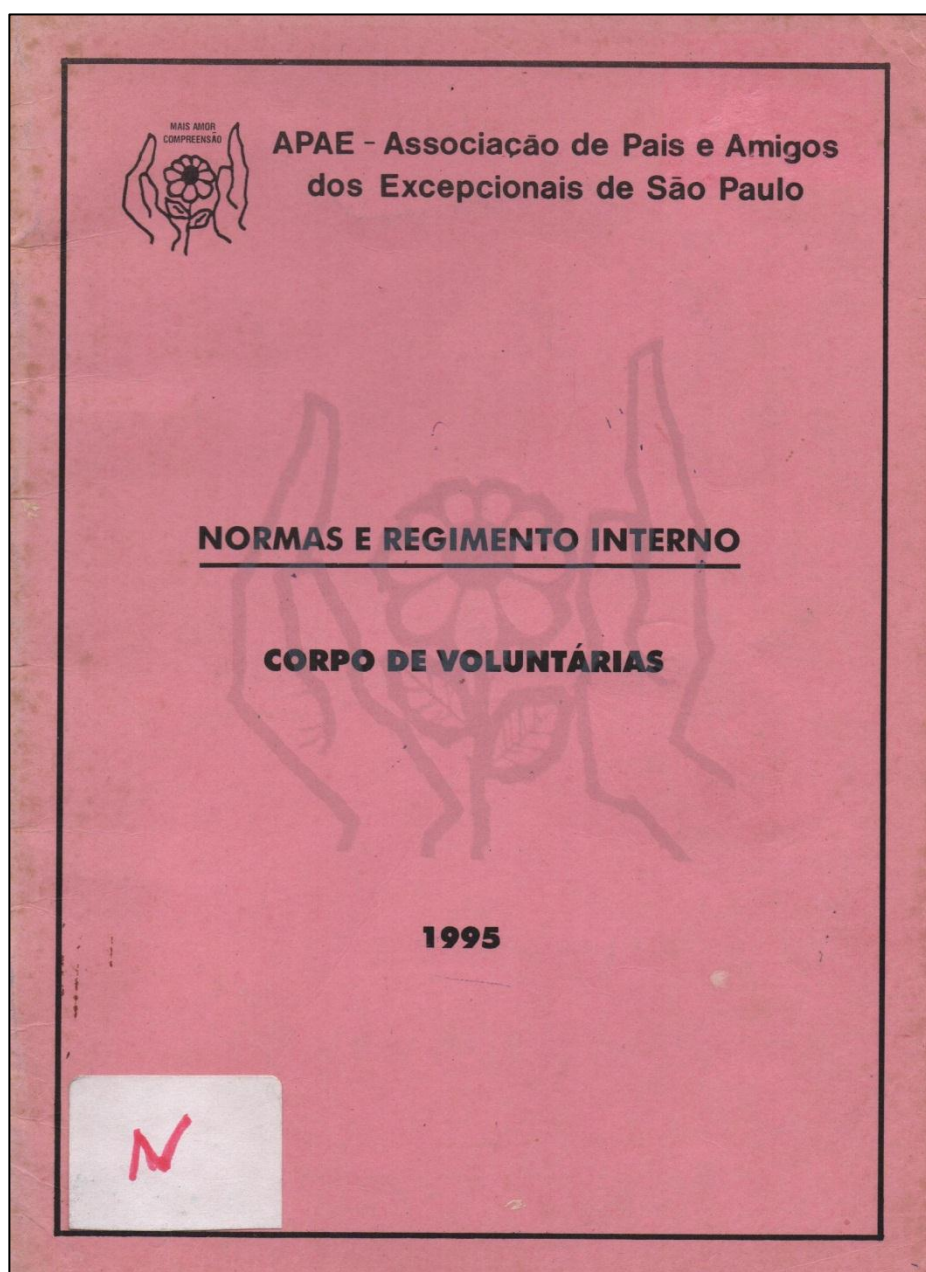 MAIS AMOR
COMPREENSÃO
APAE - Associação de Pais e Amigos
dos Excepcionais de São Paulo
NORMAS E REGIMENTO INTERNO
CORPO DE VOLUNTÁRIAS
1995
N